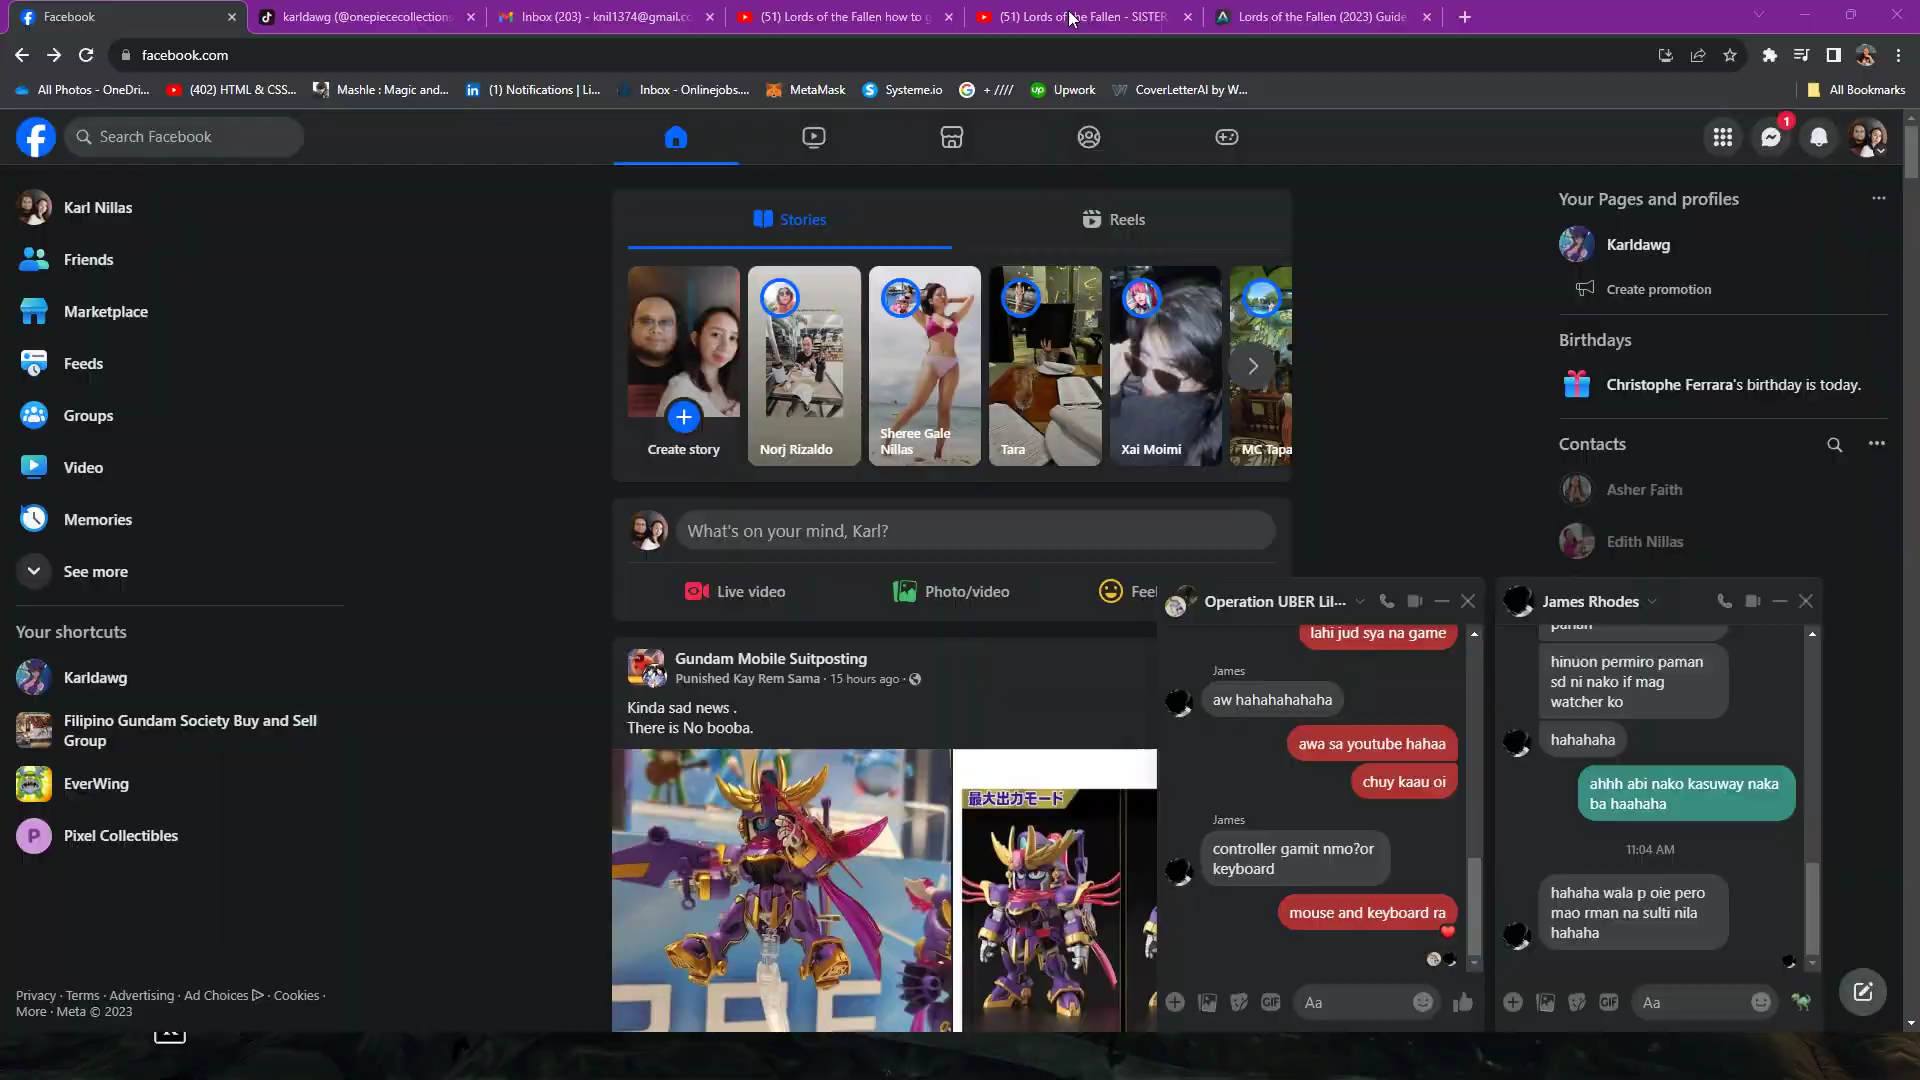 Facebook
karldawg (@onepiececollections
Inbox (203) - knil1374@gmail.co
(51) Lords of the Fallen how to g
(51) Lords of the Fallen - SISTER
Lords of the Fallen (2023) Guide
facebook.com
All Photos - OneDri...
(402) HTML & CSS...
Mashle : Magic and...
(1) Notifications | Li...
Inbox - Onlinejobs....
MetaMask
Systeme.io
+ ////
Upwork
CoverLetterAI by W...
All Bookmarks
Search Facebook
1
Karl Nillas
Friends
Marketplace
Feeds
Groups
Video
Memories
See more
Your shortcuts
Karldawg
Filipino Gundam Society Buy and Sell
Group
EverWing
P
Pixel Collectibles
Privacy · Terms · Advertising · Ad Choices · Cookies ·
More · Meta © 2023
Stories
Reels
Create story
Norj Rizaldo
Sheree Gale
Nillas
Tara
Xai Moimi
MC Tapa
What's on your mind, Karl?
Live video
Photo/video
Feel
Gundam Mobile Suitposting
Punished Kay Rem Sama · 15 hours ago ·
Kinda sad news .
There is No booba.
最大出力モード
Your Pages and profiles
Karldawg
Create promotion
Birthdays
Christophe Ferrara's birthday is today.
Contacts
Asher Faith
Edith Nillas
Operation UBER Lil...
lahi jud sya na game
James
aw hahahahahaha
awa sa youtube hahaa
chuy kaau oi
James
controller gamit nmo?or
keyboard
mouse and keyboard ra
GIF
Aa
James Rhodes
panan
hinuon permiro paman
sd ni nako if mag
watcher ko
hahahaha
ahhh abi nako kasuway naka
ba haahaha
11:04 AM
hahaha wala p oie pero
mao rman na sulti nila
hahaha
GIF
Aa